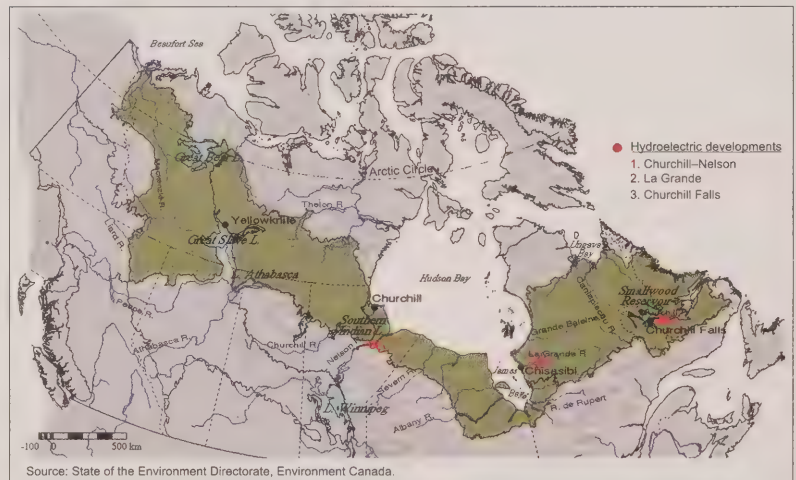 Beaufort Sea
Great Bear L.
Arctic Circle
Mackenzie R.
Thelon R.
Yellowknife
Liard R.
Great Slave L.
Ungava Bay
Hudson Bay
Athabasca
Smallwood Reservoir
Caniapiscau R.
Churchill
Peace R.
Southern Indian L.
Churchill Falls
Grande Baleine
Athabasca R.
Churchill R.
Nelson
La Grande R.
Chisasibi
Severn R.
James Bay
L. Winnipeg
R. de Rupert
Albany R.
-100 0 500 km
Hydroelectric developments
1. Churchill–Nelson
2. La Grande
3. Churchill Falls
Source: State of the Environment Directorate, Environment Canada.